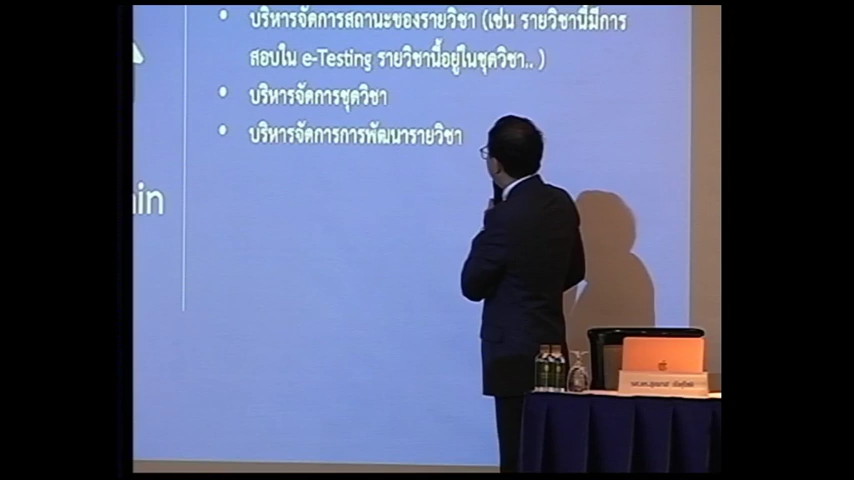 • บริหารจัดการสถานะของรายวิชา (เช่น รายวิชานี้มีการ
สอบใน e-Testing รายวิชานี้อยู่ในชุดวิชา.. )
• บริหารจัดการชุดวิชา
• บริหารจัดการการพัฒนารายวิชา
in